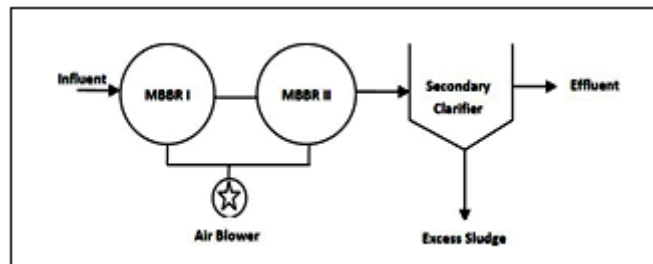 Influent
MBBR I
MBBR II
Secondary
Clarifier
Effluent
Air Blower
Excess Sludge